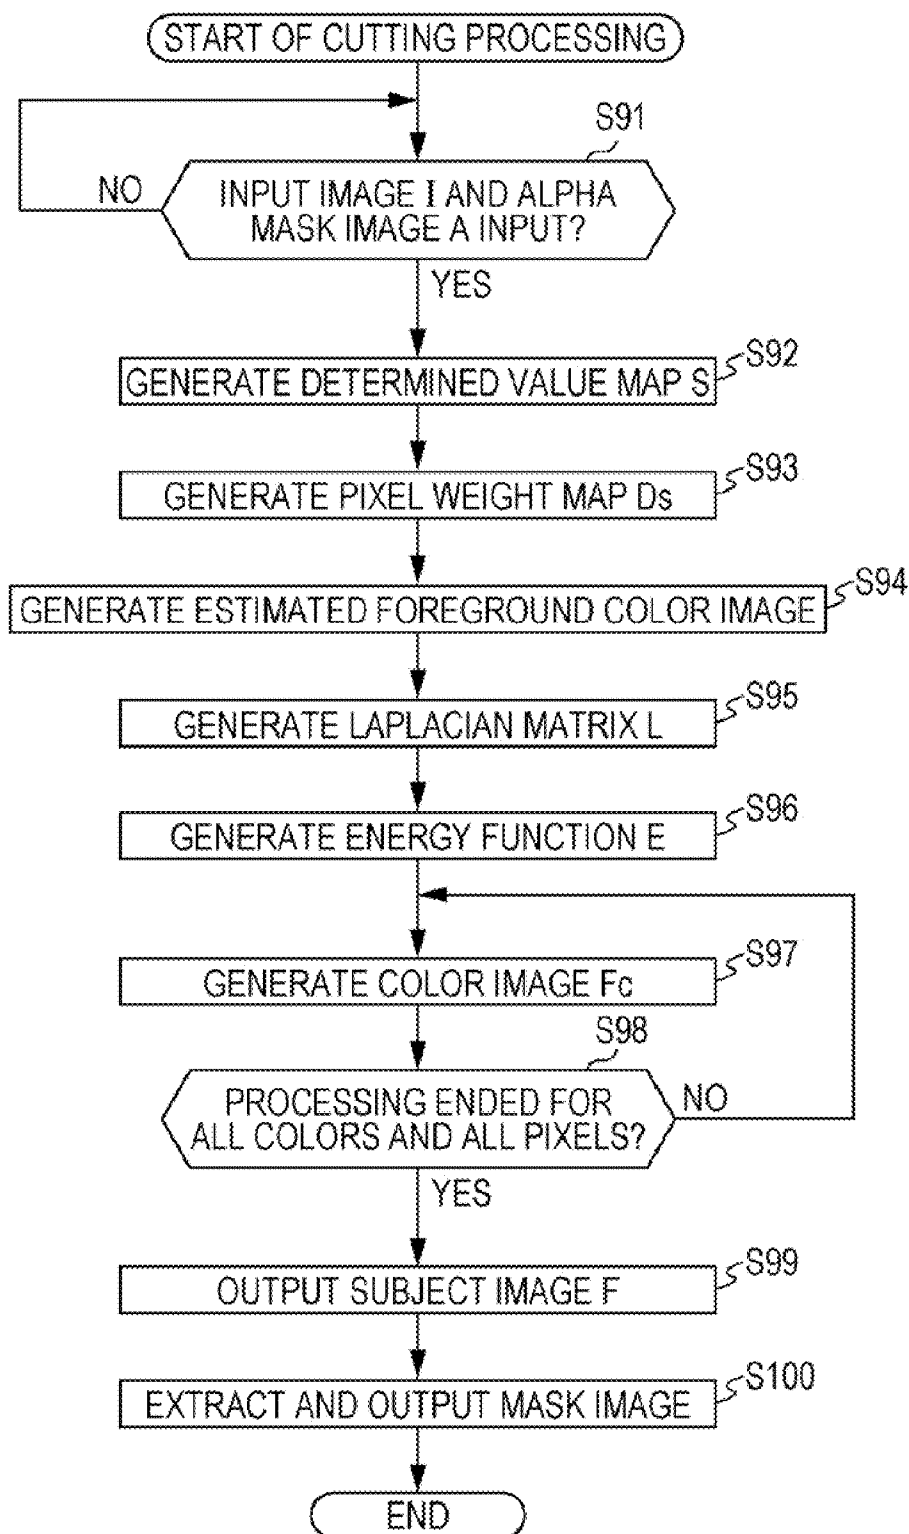 START OF CUTTING PROCESSING
S91
NO
INPUT IMAGE I AND ALPHA
MASK IMAGE A INPUT?
YES
S92
GENERATE DETERMINED VALUE MAP S
S93
GENERATE PIXEL WEIGHT MAP Ds
S94
GENERATE ESTIMATED FOREGROUND COLOR IMAGE
S95
GENERATE LAPLACIAN MATRIX L
S96
GENERATE ENERGY FUNCTION E
S97
GENERATE COLOR IMAGE Fc
S98
PROCESSING ENDED FOR
ALL COLORS AND ALL PIXELS?
NO
YES
S99
OUTPUT SUBJECT IMAGE F
S100
EXTRACT AND OUTPUT MASK IMAGE
END